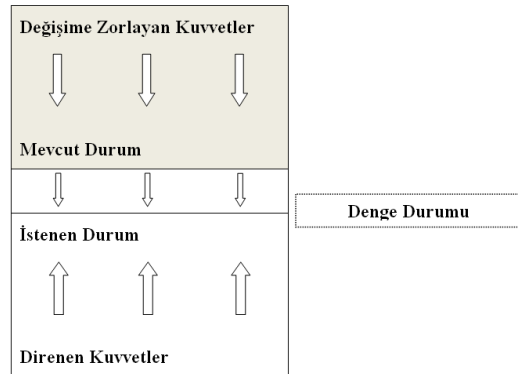 Değişime Zorlayan Kuvvetler
Mevcut Durum
Denge Durumu
İstenen Durum
Direnen Kuvvetler